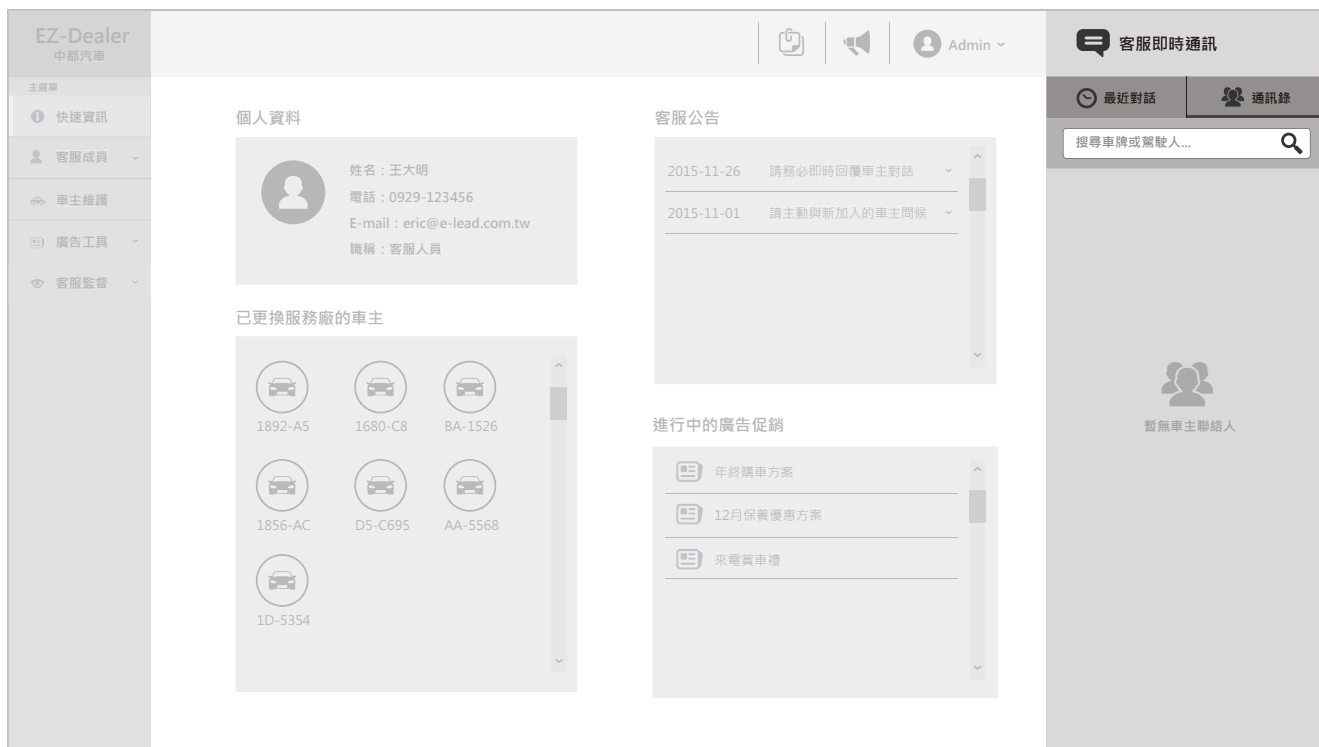 EZ-Dealer
中都汽車
Admin
客服即時通訊
主選單
快速資訊
客服成員
車主維護
廣告工具
客服監督
個人資料
姓名：王大明
電話：0929-123456
E-mail：eric@e-lead.com.tw
職稱：客服人員
已更換服務廠的車主
1892-A5
1680-C8
BA-1526
1856-AC
D5-C695
AA-5568
1D-5354
客服公告
2015-11-26 請務必即時回覆車主對話
2015-11-01 請主動與新加入的車主問候
進行中的廣告促銷
年終購車方案
12月保養優惠方案
來電賞車禮
最近對話
通訊錄
搜尋車牌或駕駛人...
暫無車主聯絡人